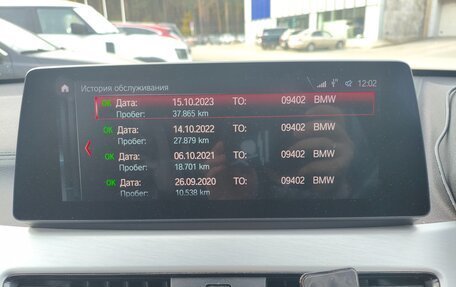 12:02
История обслуживания
OK Дата: 15.10.2023 ТО: 09402 BMW
Пробег: 37.865 km
OK Дата: 14.10.2022 ТО: 09402 BMW
Пробег: 27.879 km
OK Дата: 06.10.2021 ТО: 09402 BMW
Пробег: 18.701 km
OK Дата: 26.09.2020 ТО: 09402 BMW
Пробег: 10.538 km